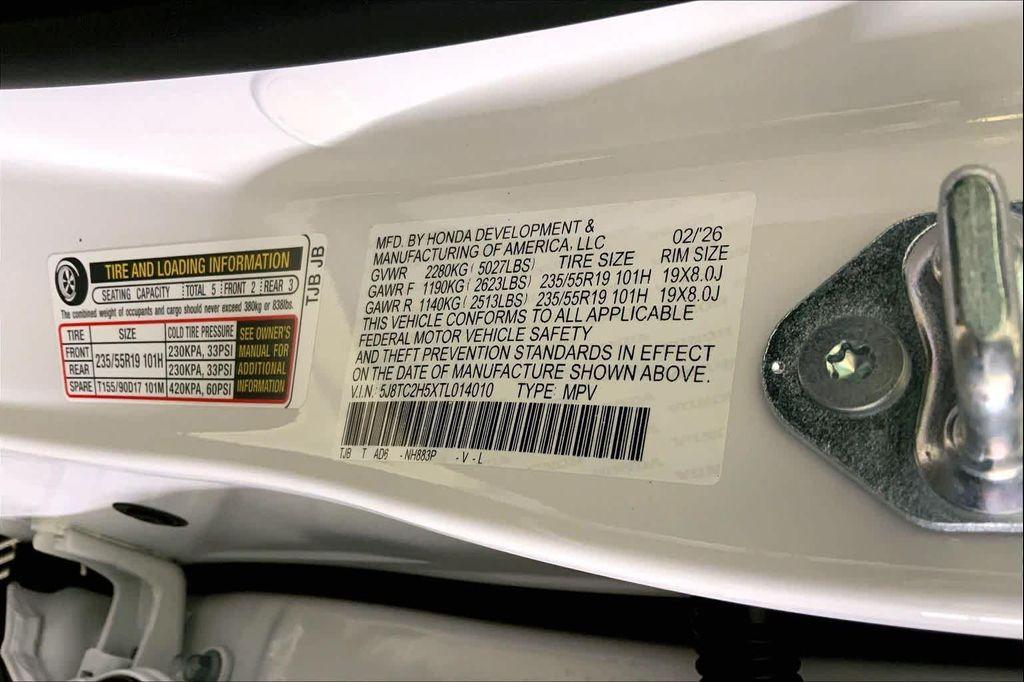 TIRE AND LOADING INFORMATION
SEATING CAPACITY TOTAL 5 FRONT 2 REAR 3
The combined weight of occupants and cargo should never exceed 380kg or 838lbs.
TIRE SIZE COLD TIRE PRESSURE SEE OWNER'S MANUAL FOR ADDITIONAL INFORMATION
FRONT 235/55R19 101H 230KPA, 33PSI
REAR 230KPA, 33PSI
SPARE T155/90D17 101M 420KPA, 60PSI
TJB JB
MFD. BY HONDA DEVELOPMENT &
MANUFACTURING OF AMERICA, LLC 02/'26
GVWR 2280KG (5027LBS) TIRE SIZE RIM SIZE
GAWR F 1190KG (2623LBS) 235/55R19 101H 19X8.0J
GAWR R 1140KG (2513LBS) 235/55R19 101H 19X8.0J
THIS VEHICLE CONFORMS TO ALL APPLICABLE
FEDERAL MOTOR VEHICLE SAFETY
AND THEFT PREVENTION STANDARDS IN EFFECT
ON THE DATE OF MANUFACTURE SHOWN ABOVE.
V.I.N: 5J8TC2H5XTL014010 TYPE: MPV
TJB T AD6 -NH883P -V-L